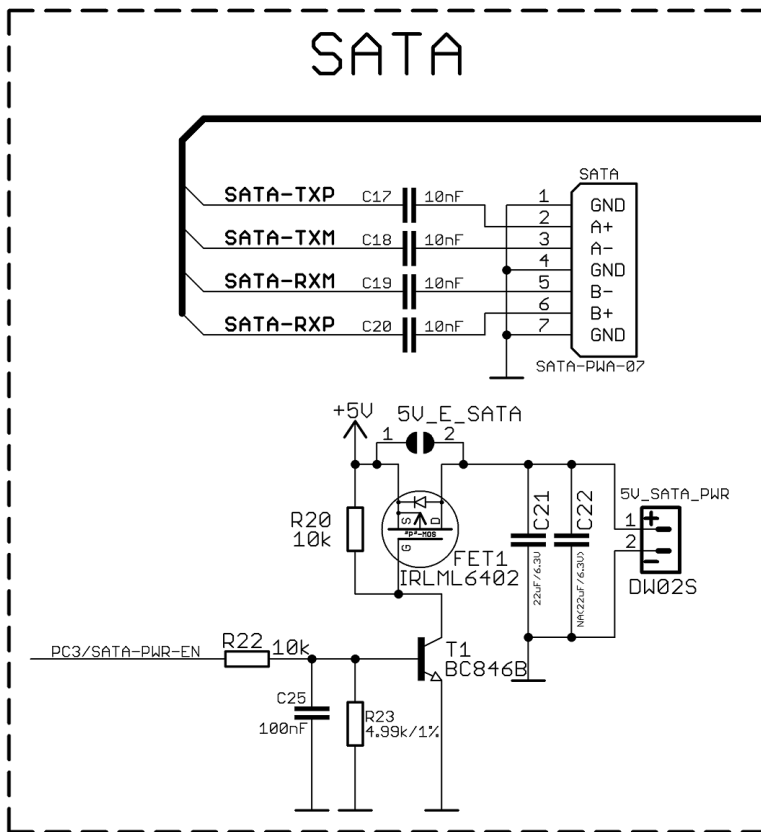 SATA
SATA
SATA-TXP C17 10nF 1 GND
2 A+
SATA-TXM C18 10nF 3 A-
4 GND
SATA-RXM C19 10nF 5 B-
6 B+
SATA-RXP C20 10nF 7 GND
SATA-PWA-07
+5V 5V_E_SATA
1 2
5V_SATA_PWR
R20
10k
S D
"P"-MOS
G
FET1
IRLML6402
C21
22uF/6.3V
C22
NA(22uF/6.3V)
1 +
2 -
DW02S
PC3/SATA-PWR-EN R22 10k
T1
BC846B
C25
100nF
R23
4.99k/1%